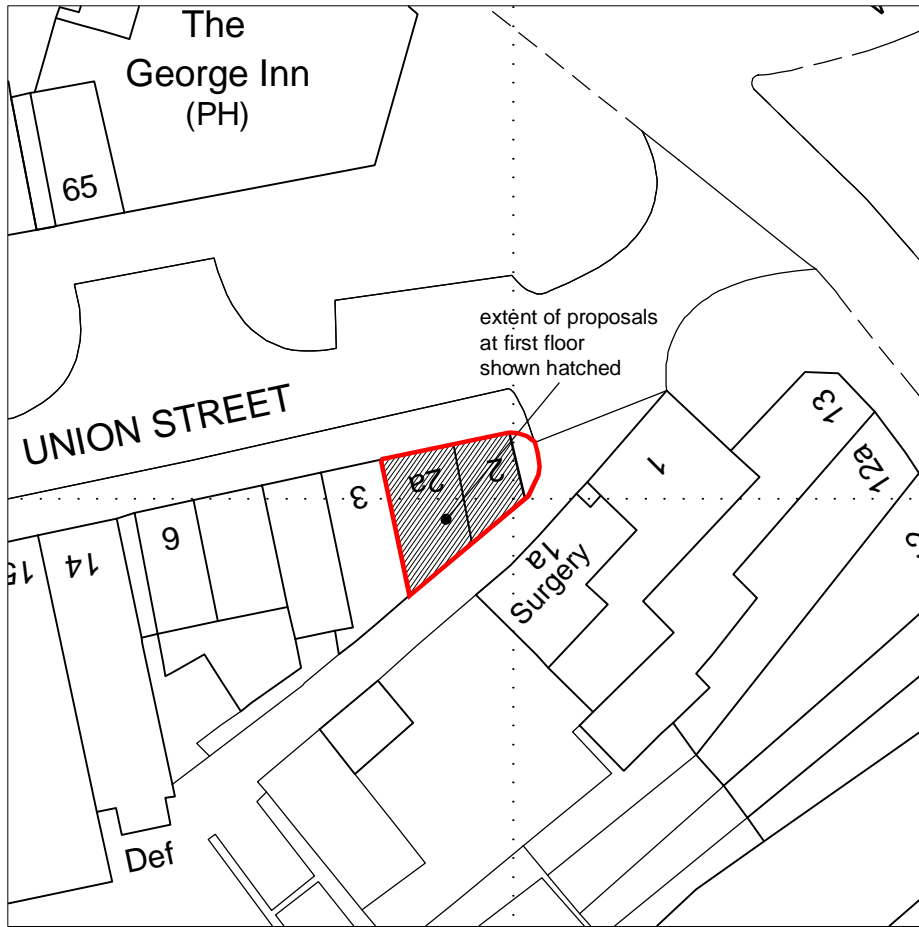 The
George Inn
(PH)
65
extent of proposals
at first floor
shown hatched
UNION STREET
13
12a
1
2
2a
3
6
14
15
1a
Surgery
Def